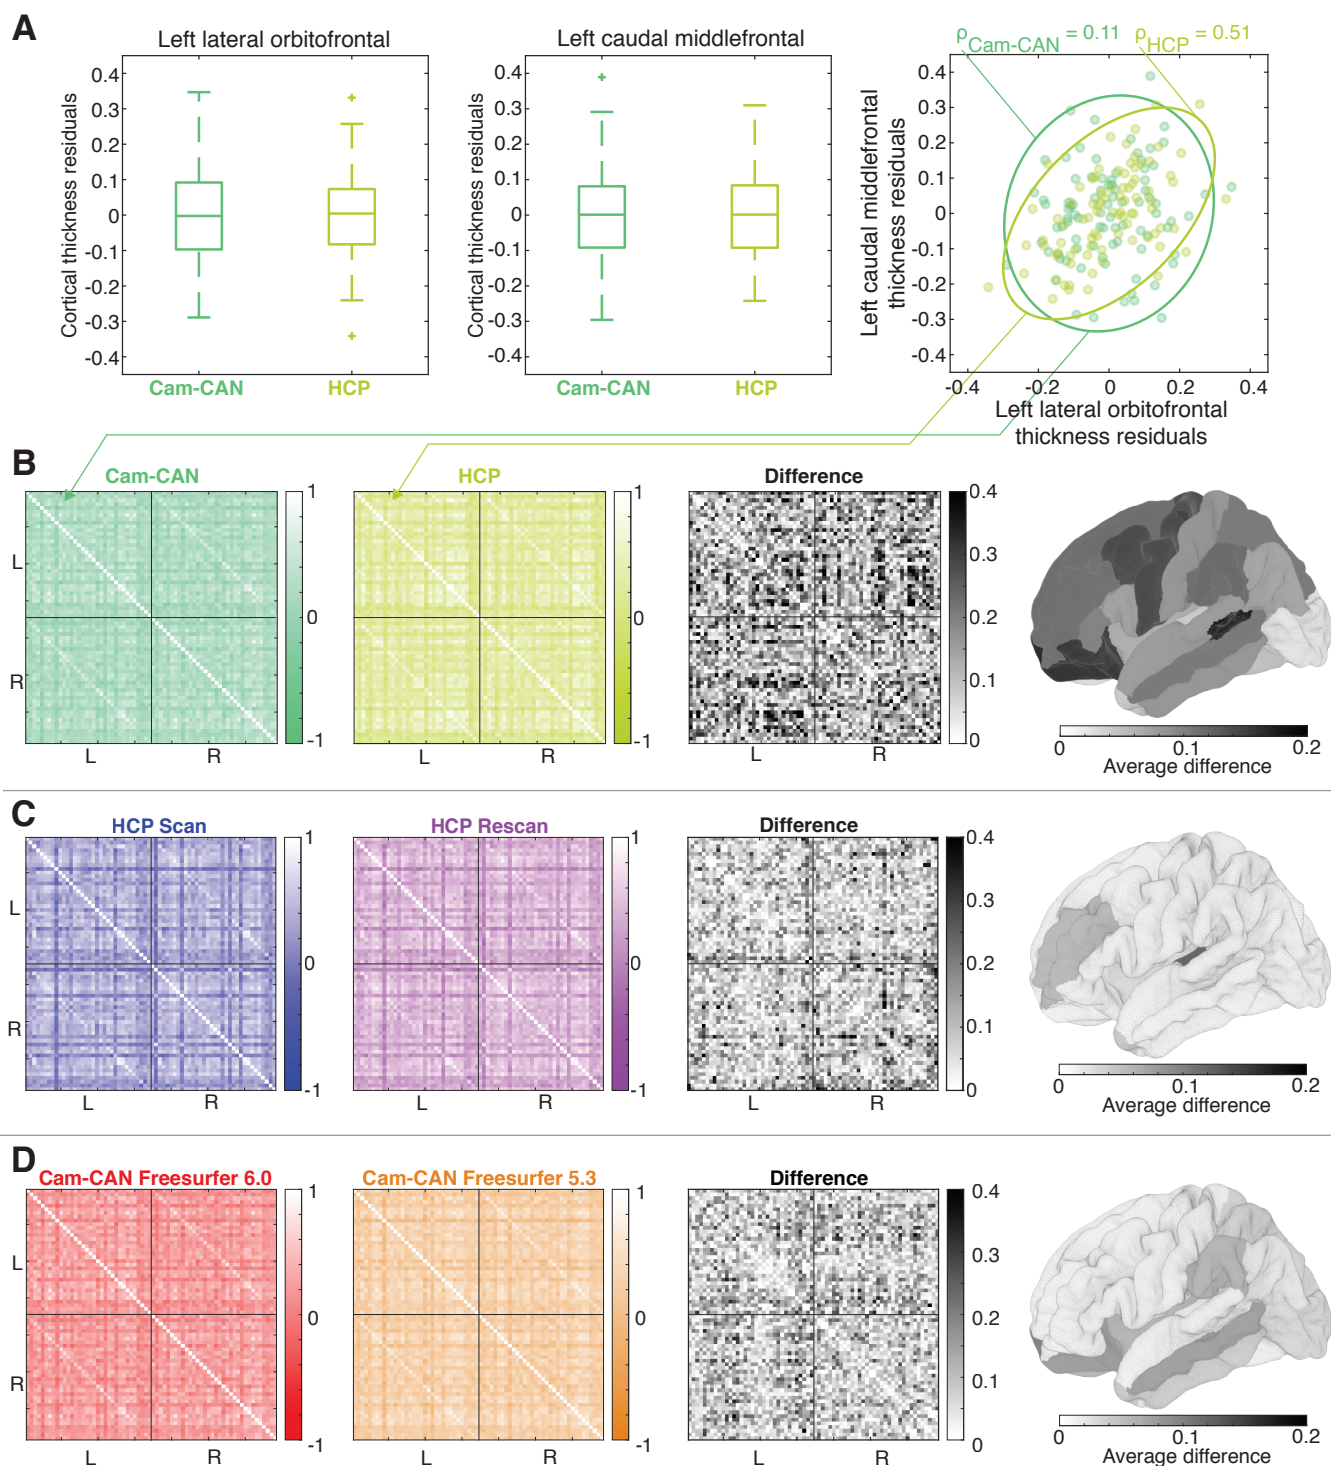 A
Left lateral orbitofrontal
Cortical thickness residuals
0.4
0.3
0.2
0.1
0
-0.1
-0.2
-0.3
-0.4
Cam-CAN
HCP
Left caudal middlefrontal
Cortical thickness residuals
0.4
0.3
0.2
0.1
0
-0.1
-0.2
-0.3
-0.4
Cam-CAN
HCP
ρCam-CAN = 0.11
ρHCP = 0.51
Left caudal middlefrontal
thickness residuals
0.4
0.3
0.2
0.1
0
-0.1
-0.2
-0.3
-0.4
-0.4
-0.2
0
0.2
0.4
Left lateral orbitofrontal
thickness residuals
B
Cam-CAN
L
R
L
R
1
0
-1
HCP
L
R
1
0
-1
Difference
L
R
0.4
0.3
0.2
0.1
0
0
0.1
0.2
Average difference
C
HCP Scan
L
R
L
R
1
0
-1
HCP Rescan
L
R
1
0
-1
Difference
L
R
0.4
0.3
0.2
0.1
0
0
0.1
0.2
Average difference
D
Cam-CAN Freesurfer 6.0
L
R
L
R
1
0
-1
Cam-CAN Freesurfer 5.3
L
R
1
0
-1
Difference
L
R
0.4
0.3
0.2
0.1
0
0
0.1
0.2
Average difference